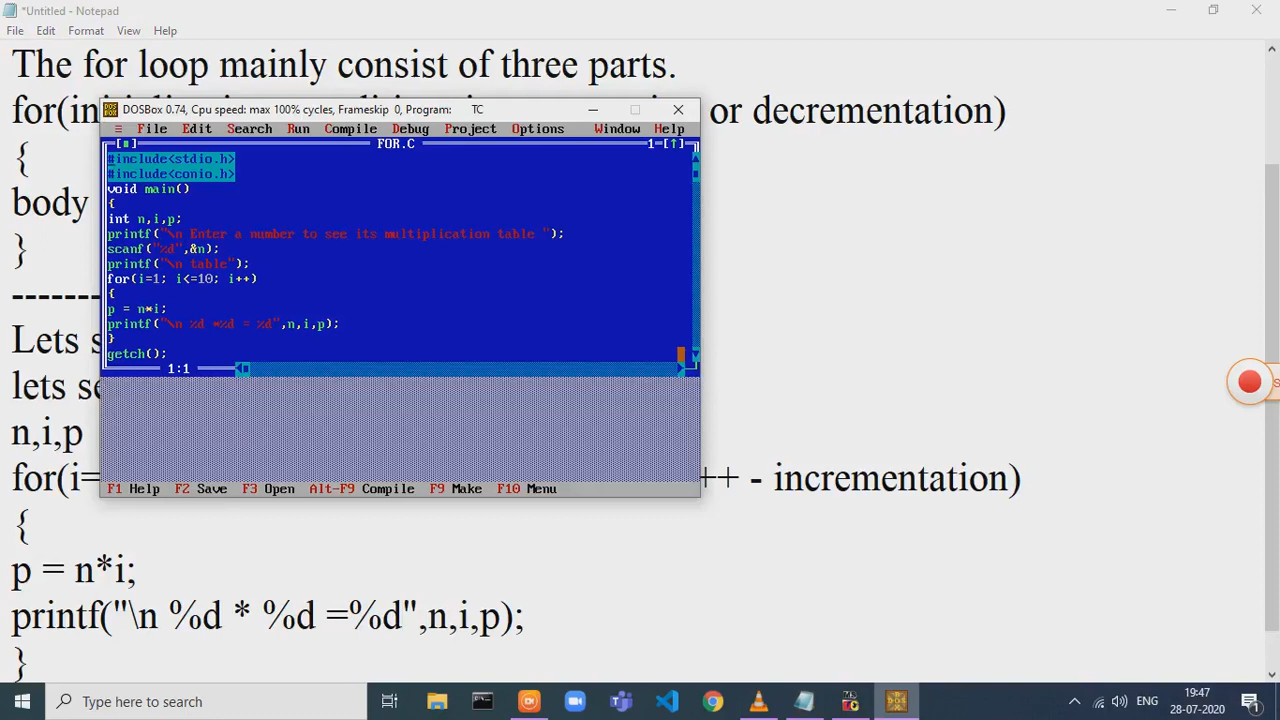 *Untitled - Notepad
File Edit Format View Help
The for loop mainly consist of three parts.
for(in or decrementation)
{
body
}
Lets s
lets se
n,i,p
for(i= ++ - incrementation)
{
p = n*i;
printf("\n %d * %d =%d",n,i,p);
}
DOSBox 0.74, Cpu speed: max 100% cycles, Frameskip 0, Program: TC
File Edit Search Run Compile Debug Project Options Window Help
FOR.C 1
#include<stdio.h>
#include<conio.h>
void main()
{
int n,i,p;
printf("\n Enter a number to see its multiplication table ");
scanf("%d",&n);
printf("\n table");
for(i=1; i<=10; i++)
{
p = n*i;
printf("\n %d *%d = %d",n,i,p);
}
getch();
1:1
F1 Help F2 Save F3 Open Alt-F9 Compile F9 Make F10 Menu
Type here to search
ENG
19:47
28-07-2020